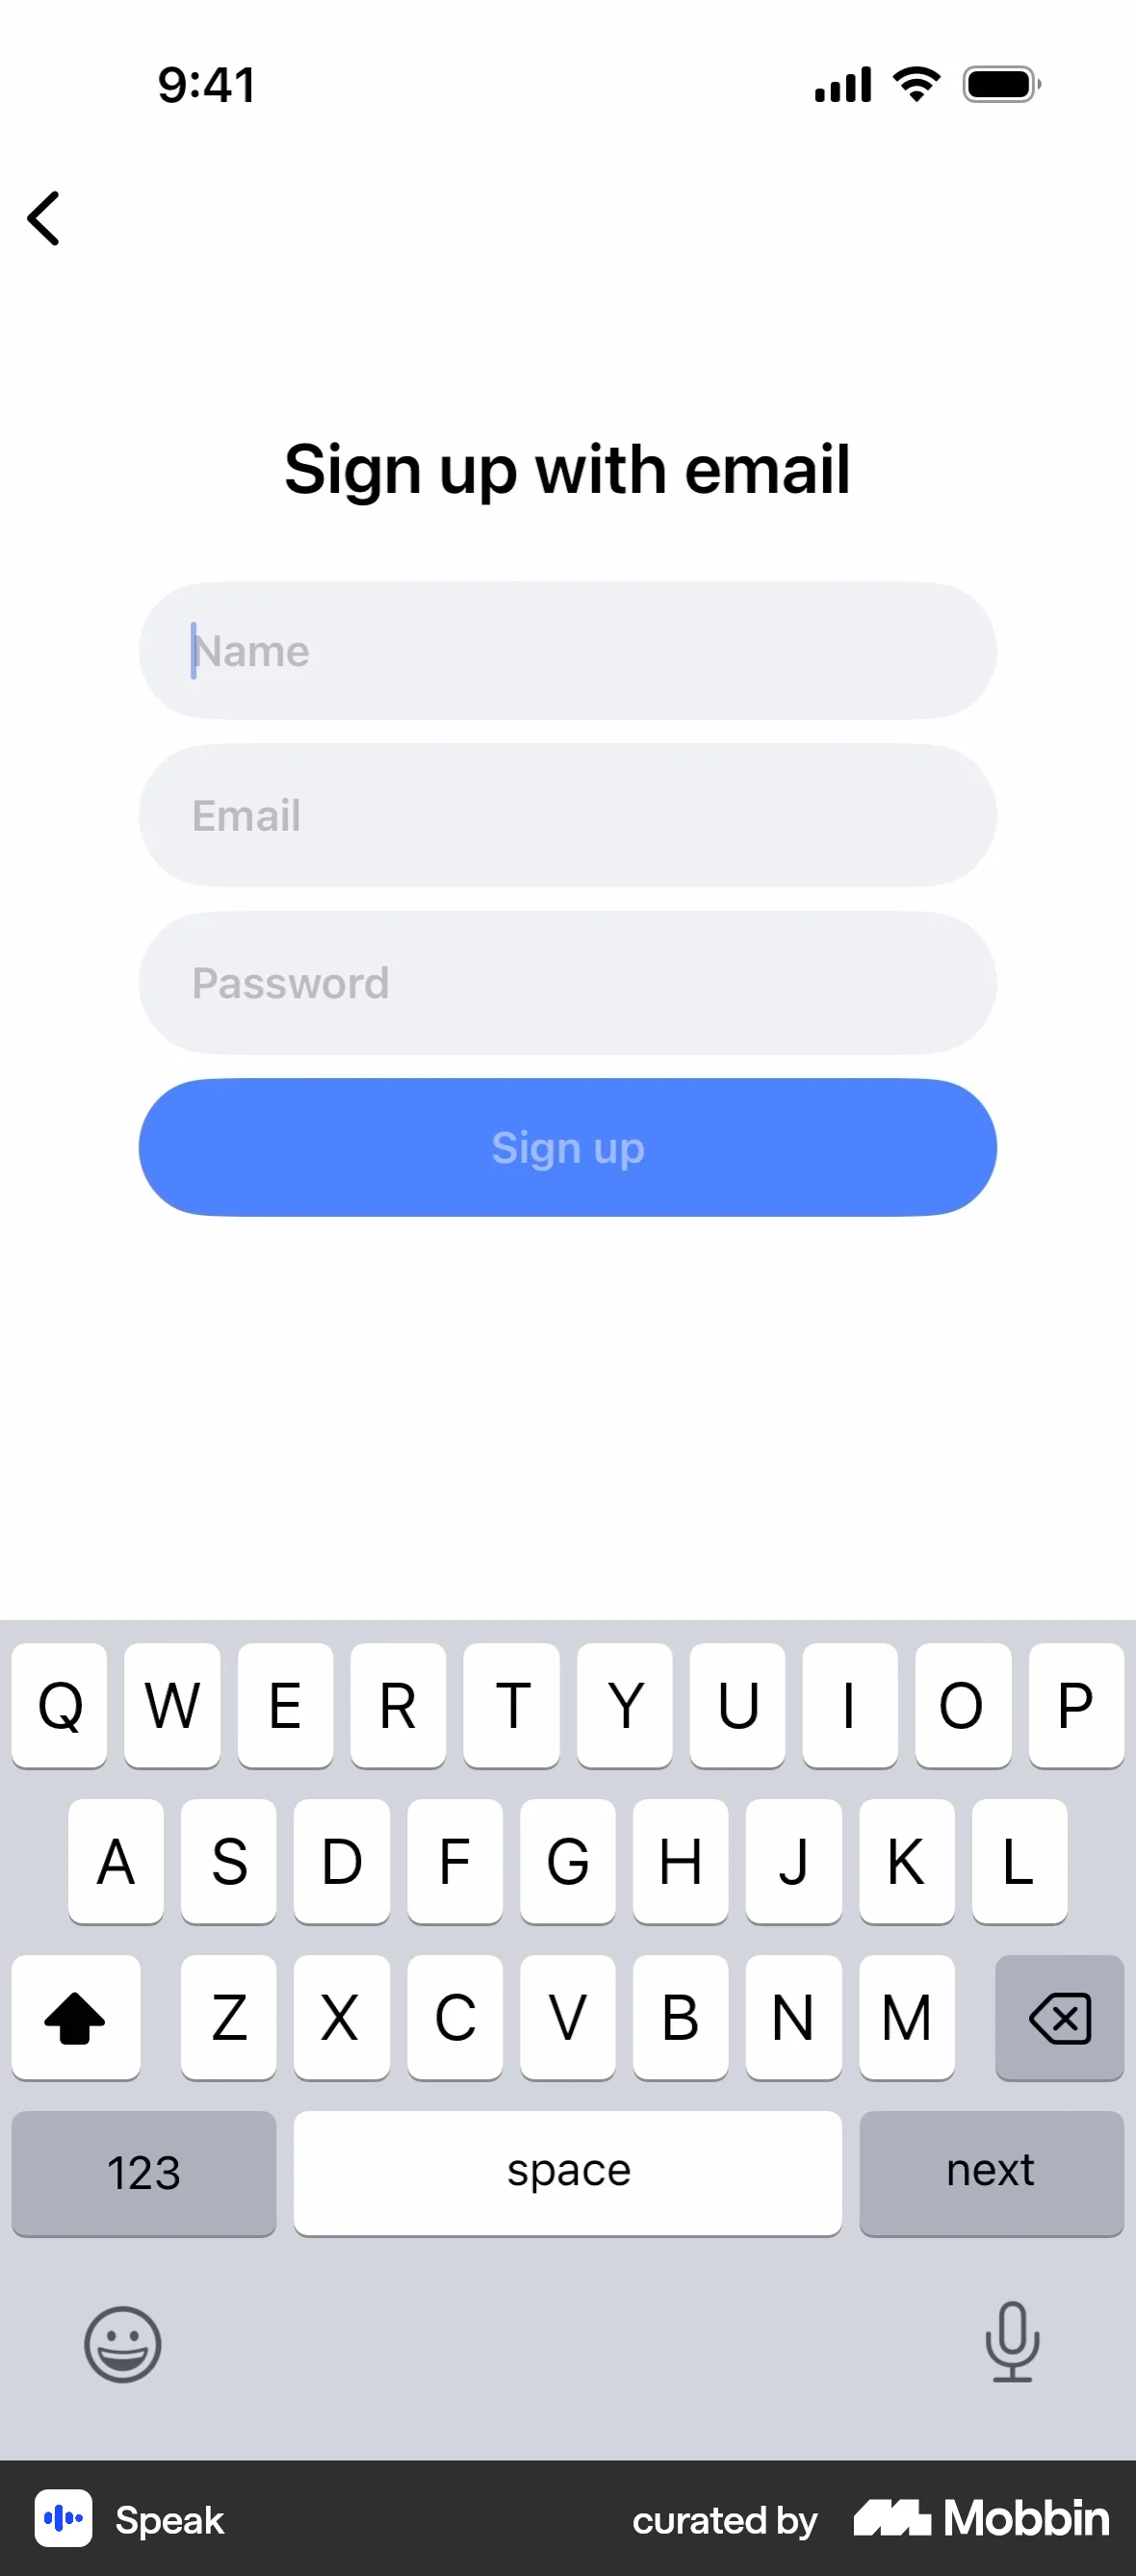 9:41
Sign up with email
Name
Email
Password
Sign up
Q W E R T Y U I O P
A S D F G H J K L
Z X C V B N M
123 space next
Speak curated by Mobbin